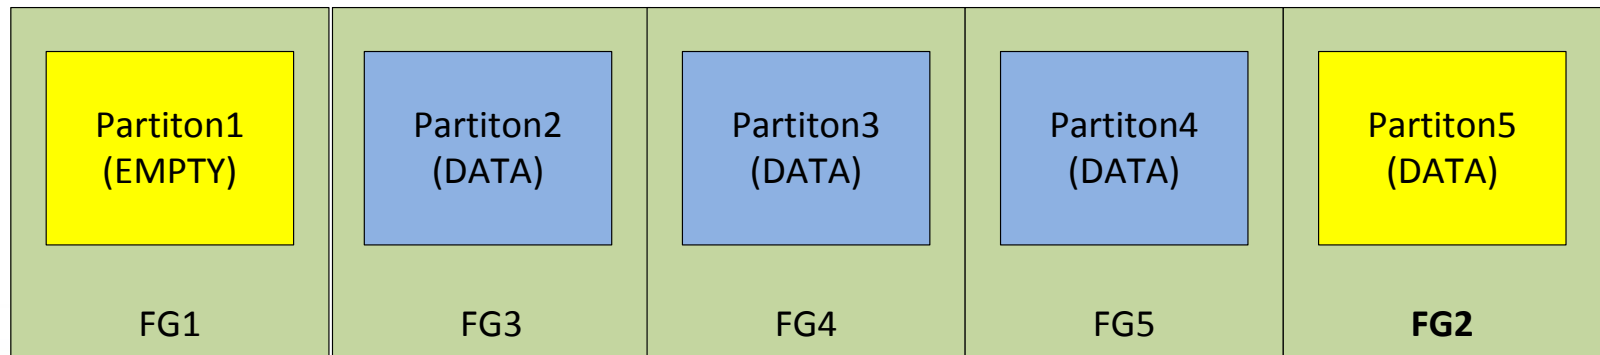 Partiton1
(EMPTY)
FG1
Partiton2
(DATA)
FG3
Partiton3
(DATA)
FG4
Partiton4
(DATA)
FG5
Partiton5
(DATA)
FG2